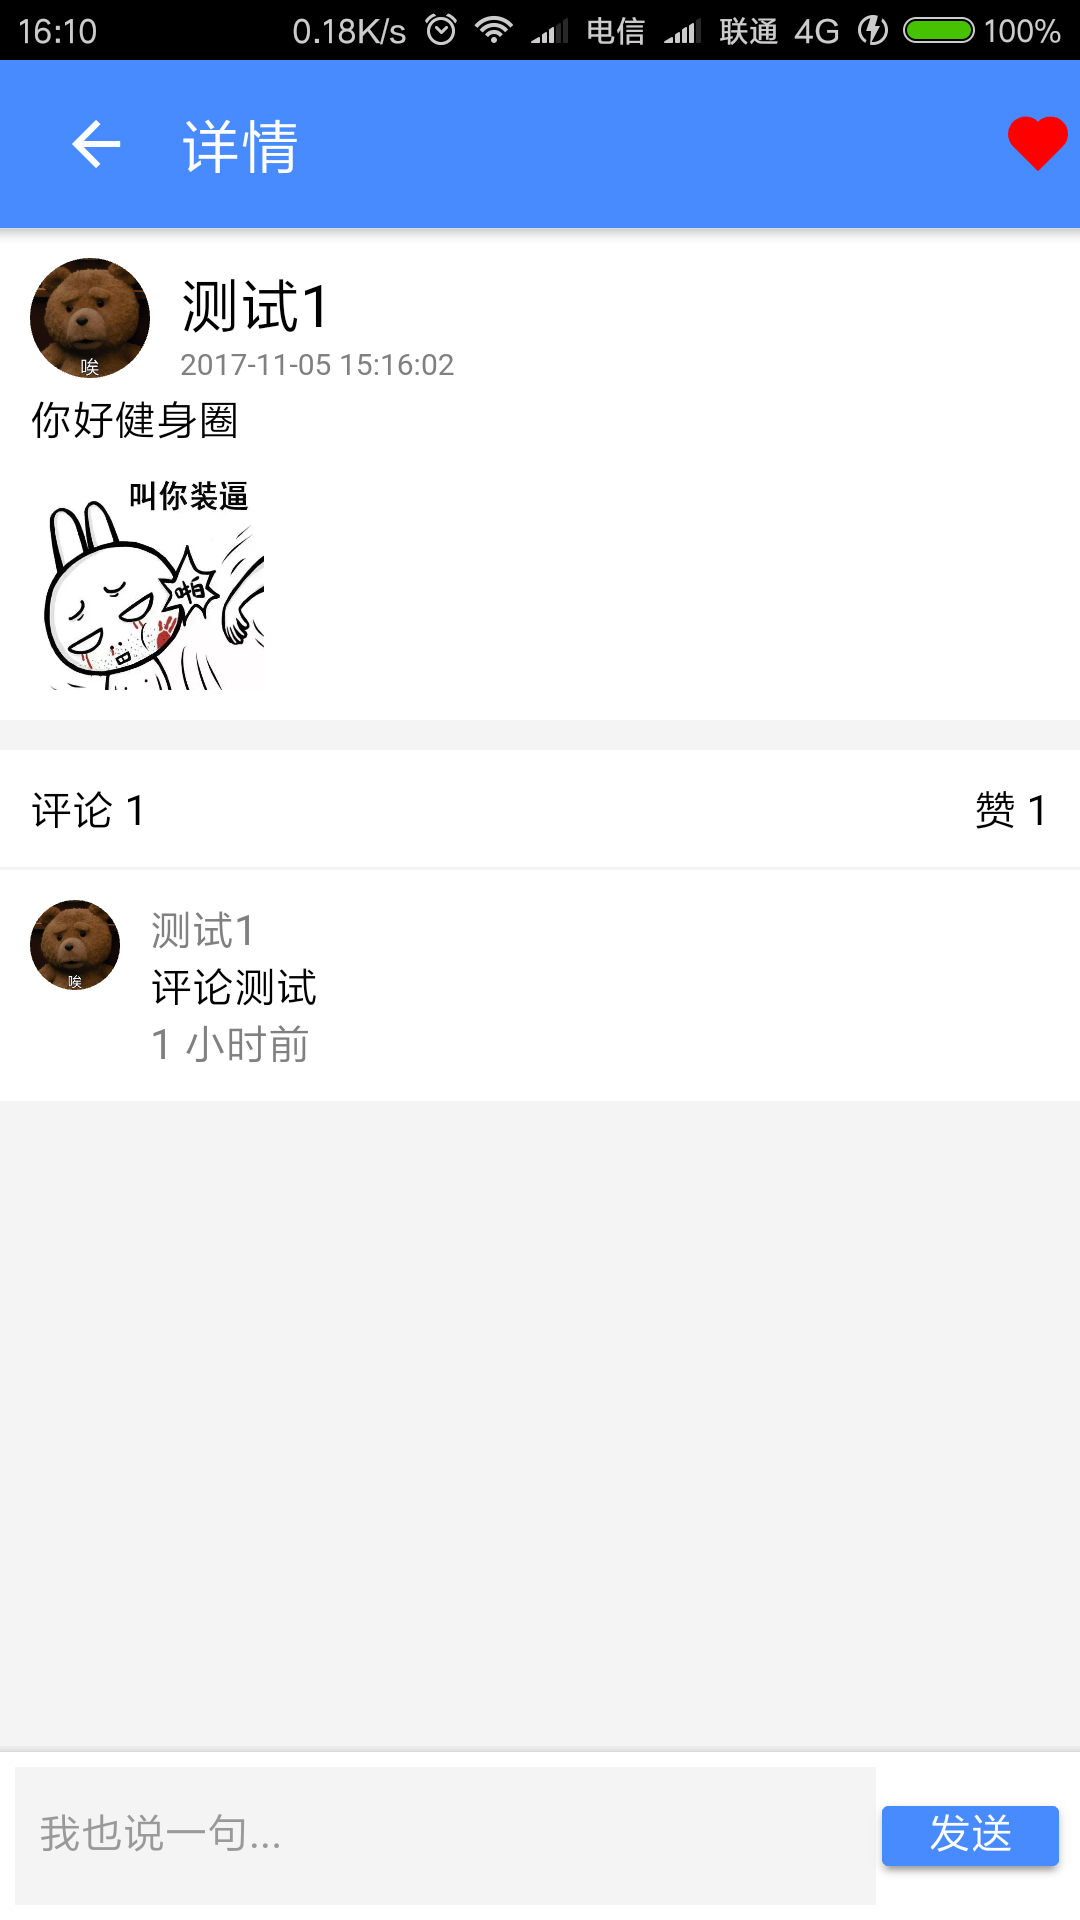 16:10 0.18K/s 电信 联通 4G 100%
详情
测试1
唉
2017-11-05 15:16:02
你好健身圈
叫你装逼
啪
评论 1 赞 1
测试1
唉
评论测试
1 小时前
我也说一句... 发送